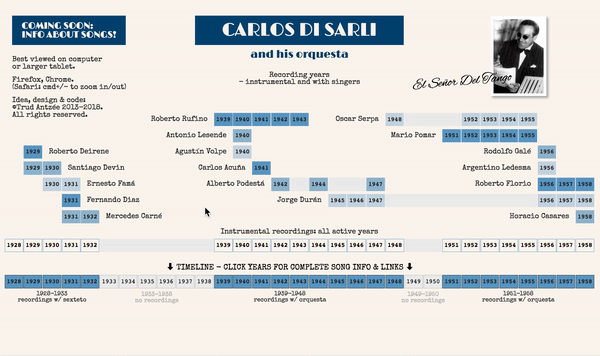 COMING SOON:
INFO ABOUT SONGS!
CARLOS DI SARLI
and his orquesta
Best viewed on computer
or larger tablet.
Firefox, Chrome.
(Safari: cmd+/- to zoom in/out)
Idea, design & code:
©Trud Antzée 2013-2018.
All rights reserved.
Recording years
- instrumental and with singers
El Señor Del Tango
Roberto Rufino 1939 1940 1941 1942 1943
Oscar Serpa 1948 1952 1953 1954 1955
Antonio Lesende 1940
Mario Pomar 1951 1952 1953 1954 1955
1929 Roberto Deirene
Agustín Volpe 1940
Rodolfo Galé 1956
1929 1930 Santiago Devin
Carlos Acuña 1941
Argentino Ledesma 1956
1930 1931 Ernesto Famá
Alberto Podestá 1942 1944 1947
Roberto Florio 1956 1957 1958
1931 Fernando Díaz
Jorge Durán 1945 1946 1947
1956 1957 1958
1931 1932 Mercedes Carné
Horacio Casares 1958
Instrumental recordings: all active years
1928 1929 1930 1931 1932 1939 1940 1941 1942 1943 1944 1945 1946 1947 1948 1951 1952 1953 1954 1955 1956 1957 1958
TIMELINE - CLICK YEARS FOR COMPLETE SONG INFO & LINKS
1928 1929 1930 1931 1932 1933 1934 1935 1936 1937 1938 1939 1940 1941 1942 1943 1944 1945 1946 1947 1948 1949 1950 1951 1952 1953 1954 1955 1956 1957 1958
1928-1933
recordings w/ sexteto
no recordings
1939-1948
recordings w/ orquesta
1949-1950
no recordings
1951-1958
recordings w/ orquesta